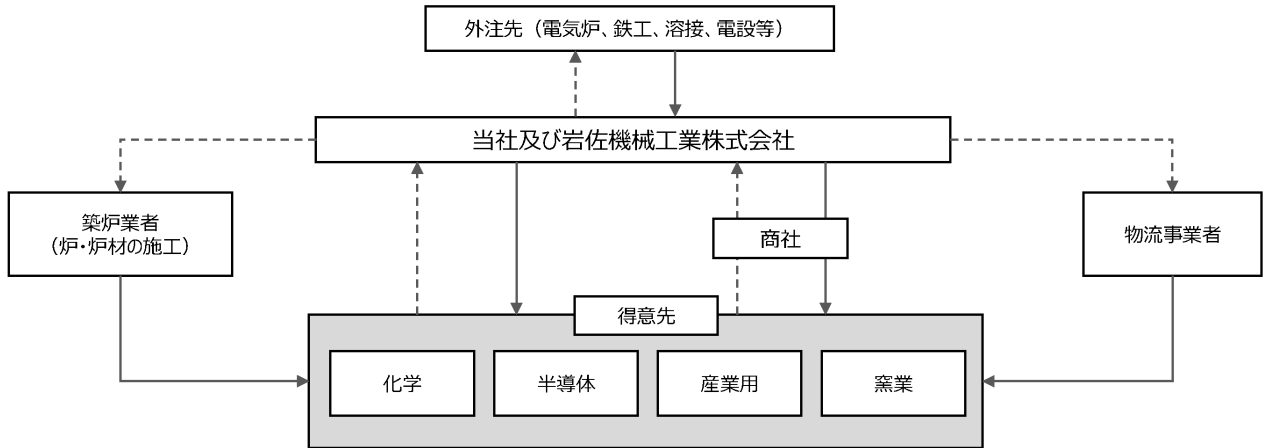 外注先（電気炉、鉄工、溶接、電設等）
当社及び岩佐機械工業株式会社
築炉業者
（炉・炉材の施工）
商社
物流事業者
得意先
化学
半導体
産業用
窯業